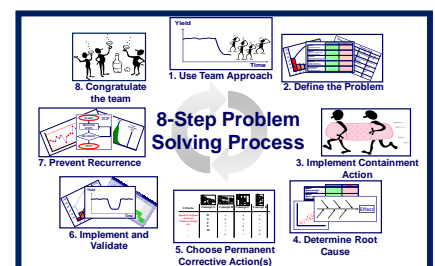 Yield
Time
1. Use Team Approach
2. Define the Problem
3. Implement Containment
Action
Effect
4. Determine Root
Cause
Criteria
5. Choose Permanent
Corrective Action(s)
Yield
Time
6. Implement and
Validate
7. Prevent Recurrence
8. Congratulate
the team
8-Step Problem
Solving Process